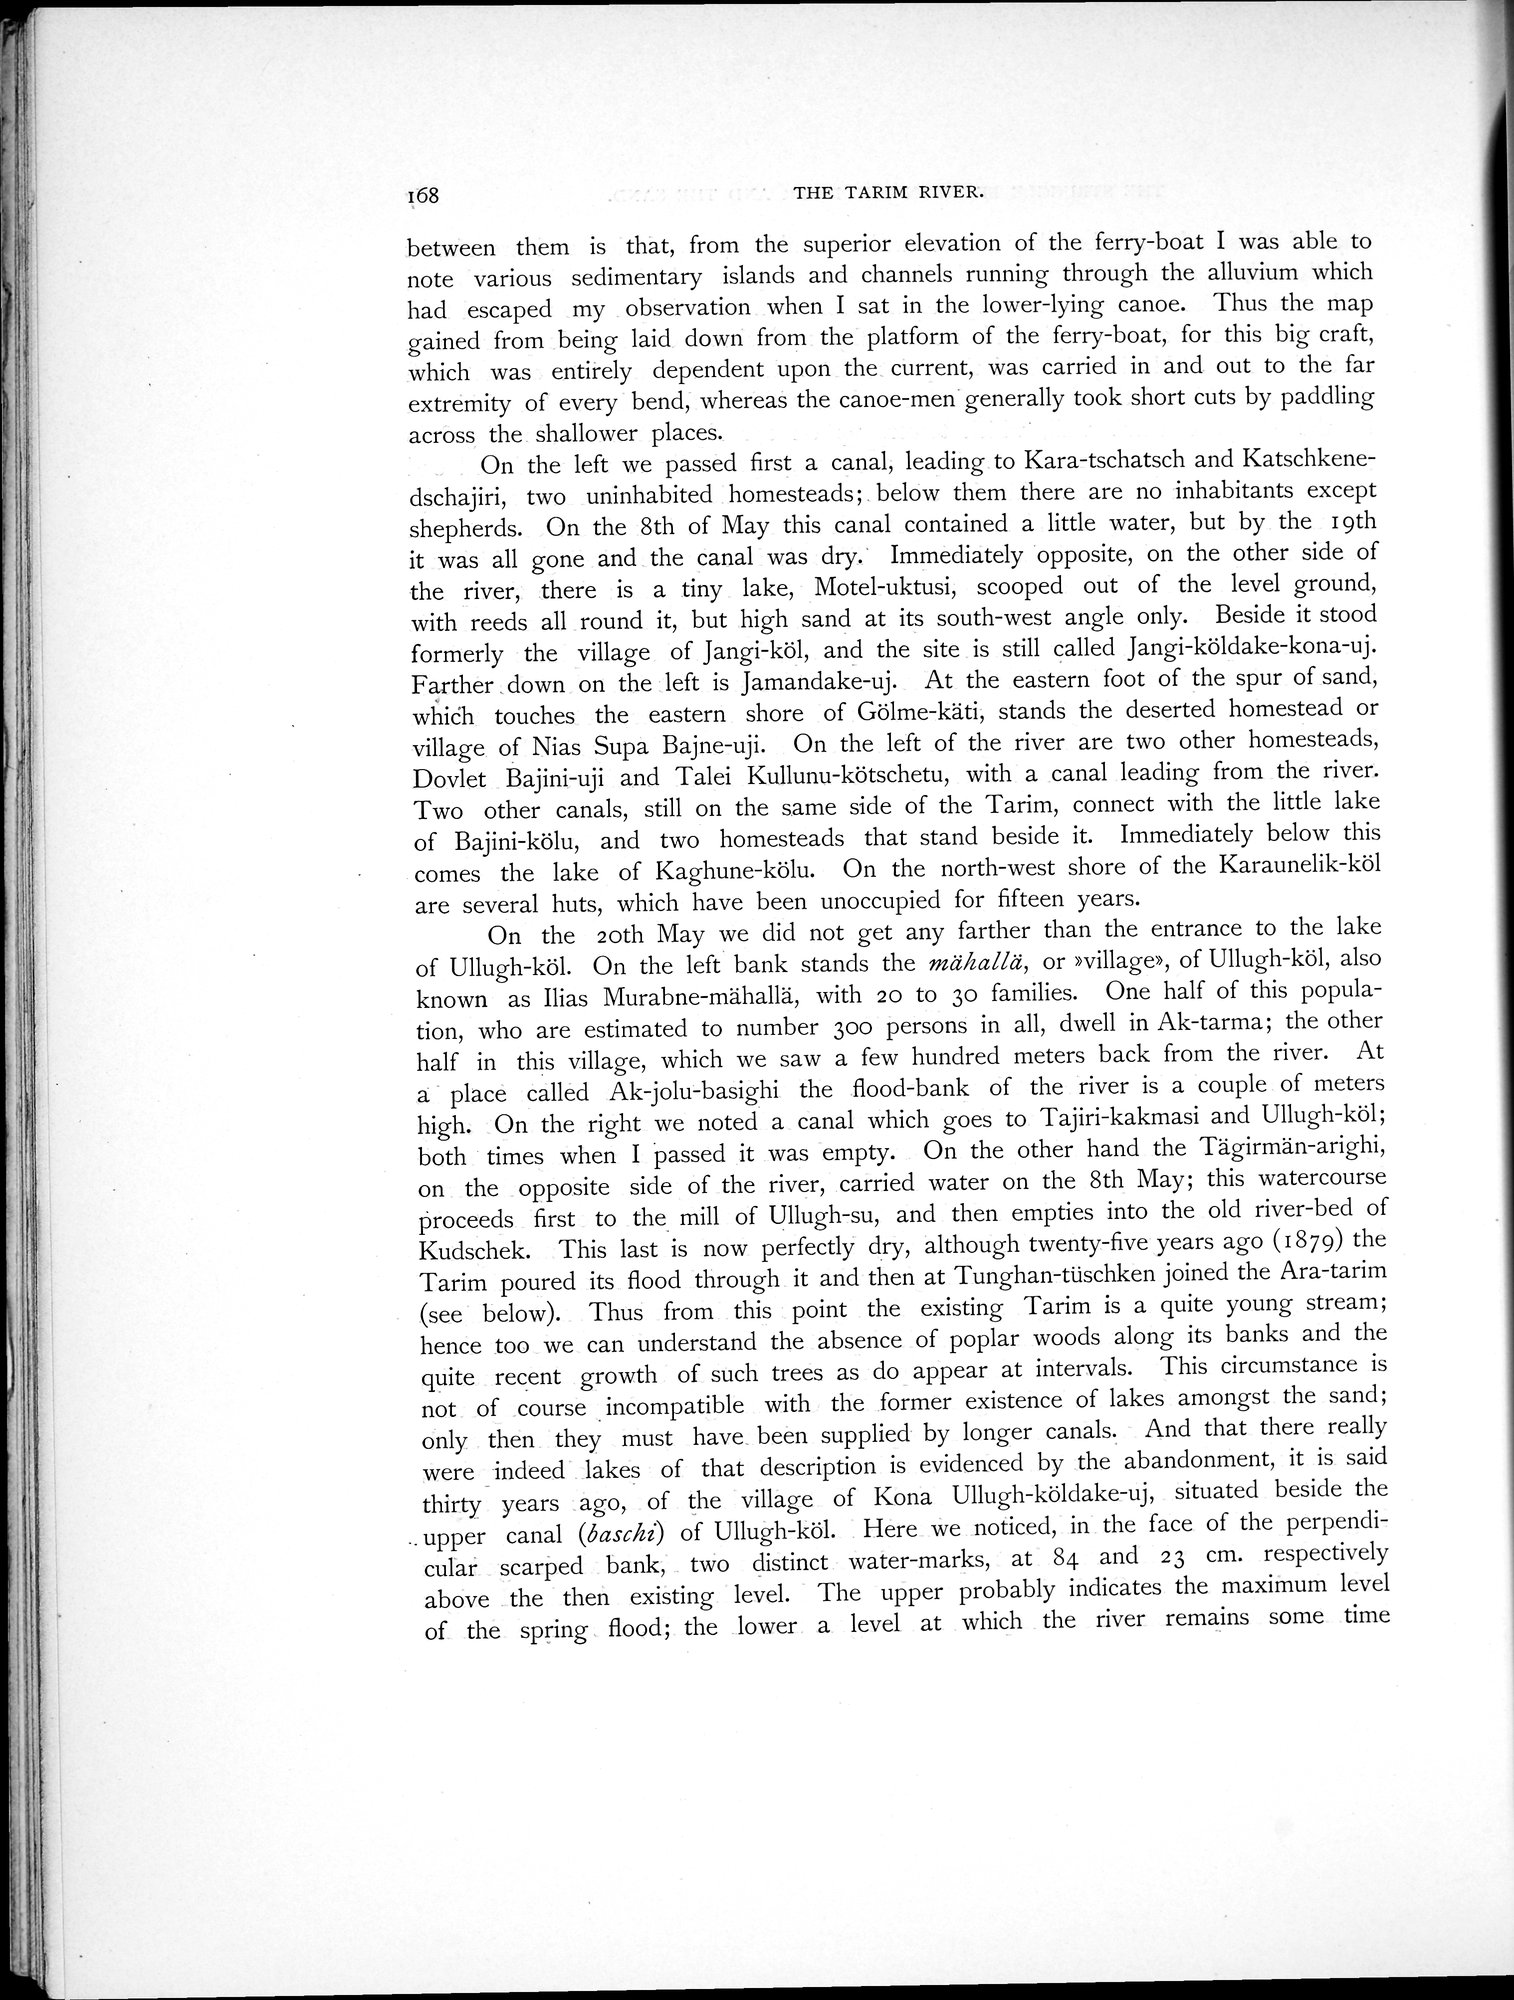 168 THE TARIM RIVER.
between them is that, from the superior elevation of the ferry-boat I was able to
note various sedimentary islands and channels running through the alluvium which
had escaped my observation when I sat in the lower-lying canoe. Thus the map
gained from being laid down from the platform of the ferry-boat, for this big craft,
which was entirely dependent upon the current, was carried in and out to the far
extremity of every bend, whereas the canoe-men generally took short cuts by paddling
across the shallower places.
On the left we passed first a canal, leading to Kara-tschatsch and Katschkene-
dschajiri, two uninhabited homesteads; below them there are no inhabitants except
shepherds. On the 8th of May this canal contained a little water, but by the 19th
it was all gone and the canal was dry. Immediately opposite, on the other side of
the river, there is a tiny lake, Motel-uktusi, scooped out of the level ground,
with reeds all round it, but high sand at its south-west angle only. Beside it stood
formerly the village of Jangi-köl, and the site is still called Jangi-köldake-kona-uj.
Farther down on the left is Jamandake-uj. At the eastern foot of the spur of sand,
which touches the eastern shore of Gölme-käti, stands the deserted homestead or
village of Nias Supa Bajne-uji. On the left of the river are two other homesteads,
Dovlet Bajini-uji and Talei Kullunu-kötschetu, with a canal leading from the river.
Two other canals, still on the same side of the Tarim, connect with the little lake
of Bajini-kölu, and two homesteads that stand beside it. Immediately below this
comes the lake of Kaghune-kölu. On the north-west shore of the Karaunelik-köl
are several huts, which have been unoccupied for fifteen years.
On the 20th May we did not get any farther than the entrance to the lake
of Ullugh-köl. On the left bank stands the mähallä, or »village», of Ullugh-köl, also
known as Ilias Murabne-mähallä, with 20 to 30 families. One half of this popula-
tion, who are estimated to number 300 persons in all, dwell in Ak-tarma; the other
half in this village, which we saw a few hundred meters back from the river. At
a place called Ak-jolu-basighi the flood-bank of the river is a couple of meters
high. On the right we noted a canal which goes to Tajiri-kakmasi and Ullugh-köl;
both times when I passed it was empty. On the other hand the Tägirmän-arighi,
on the opposite side of the river, carried water on the 8th May; this watercourse
proceeds first to the mill of Ullugh-su, and then empties into the old river-bed of
Kudschek. This last is now perfectly dry, although twenty-five years ago (1879) the
Tarim poured its flood through it and then at Tunghan-tüschken joined the Ara-tarim
(see below). Thus from this point the existing Tarim is a quite young stream;
hence too we can understand the absence of poplar woods along its banks and the
quite recent growth of such trees as do appear at intervals. This circumstance is
not of course incompatible with the former existence of lakes amongst the sand;
only then they must have been supplied by longer canals. And that there really
were indeed lakes of that description is evidenced by the abandonment, it is said
thirty years ago, of the village of Kona Ullugh-köldake-uj, situated beside the
upper canal (baschi) of Ullugh-köl. Here we noticed, in the face of the perpendi-
cular scarped bank, two distinct water-marks, at 84 and 23 cm. respectively
above the then existing level. The upper probably indicates the maximum level
of the spring flood; the lower a level at which the river remains some time